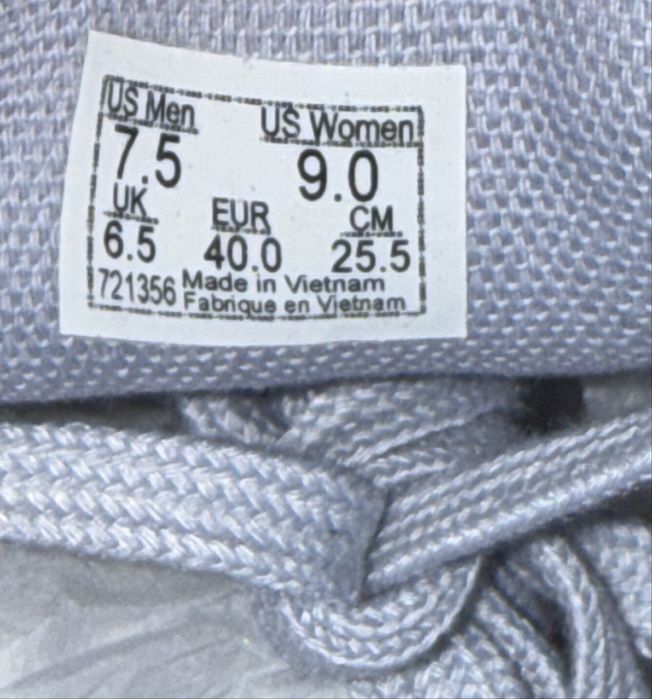 US Men US Women
7.5 9.0
UK EUR CM
6.5 40.0 25.5
721356 Made in Vietnam
Fabrique en Vietnam